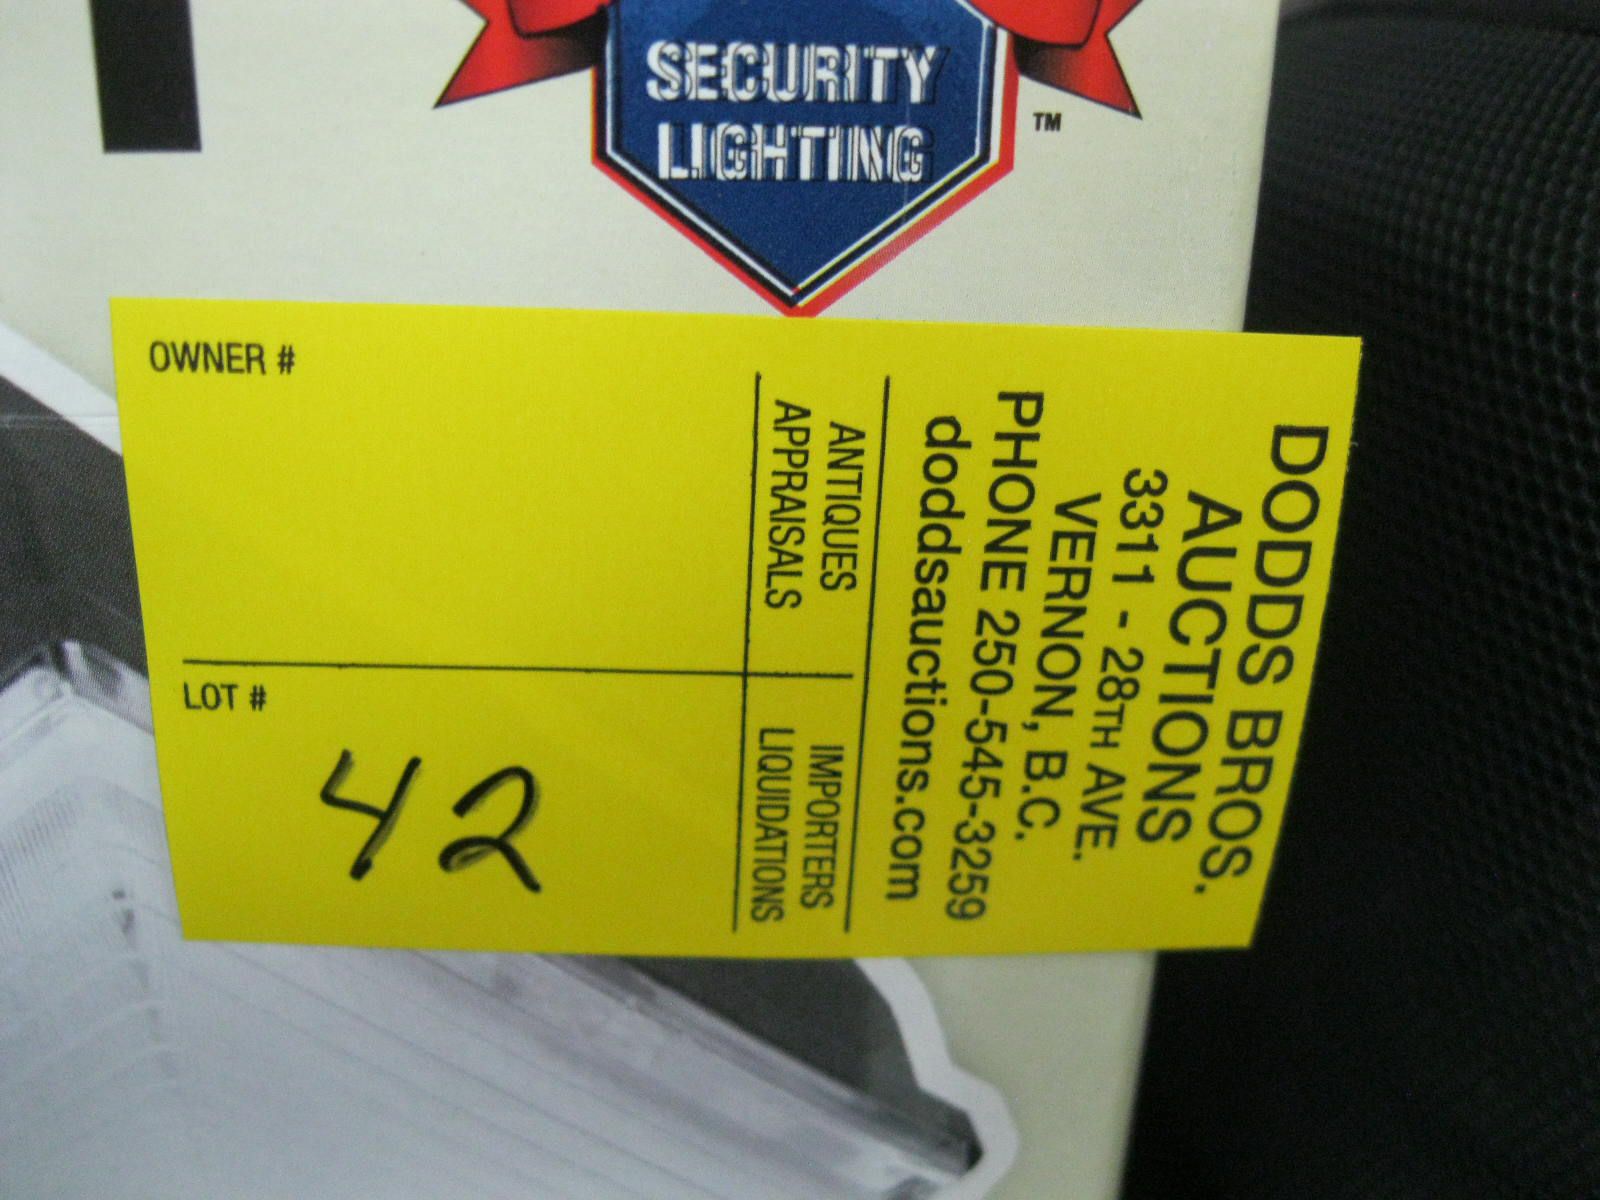 SECURITY
LIGHTING
TM
OWNER #
LOT #
42
DODDS BROS.
AUCTIONS
3311 - 28TH AVE.
VERNON, B.C.
PHONE 250-545-3259
doddsauctions.com
ANTIQUES
APPRAISALS
IMPORTERS
LIQUIDATIONS